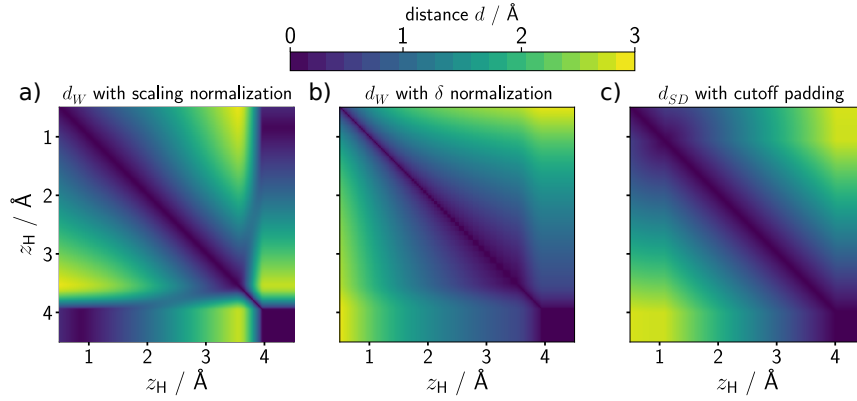 distance d / Å
0 1 2 3
a) d_W with scaling normalization
b) d_W with δ normalization
c) d_SD with cutoff padding
z_H / Å
1
2
3
4
1 2 3 4
1 2 3 4
1 2 3 4
z_H / Å
z_H / Å
z_H / Å